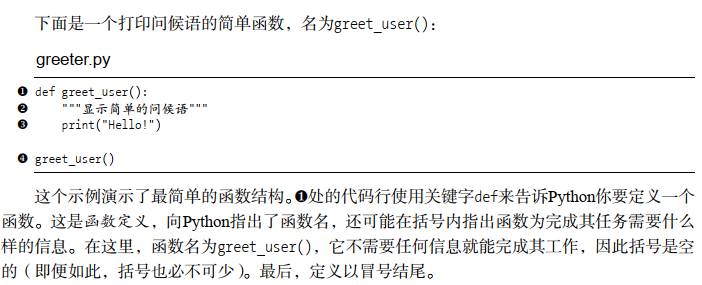 下面是一个打印问候语的简单函数，名为greet_user()：
greeter.py
❶ def greet_user():
❷     """显示简单的问候语"""
❸     print("Hello!")
❹ greet_user()
这个示例演示了最简单的函数结构。❶处的代码行使用关键字def来告诉Python你要定义一个
函数。这是函数定义，向Python指出了函数名，还可能在括号内指出函数为完成其任务需要什么
样的信息。在这里，函数名为greet_user()，它不需要任何信息就能完成其工作，因此括号是空
的（即便如此，括号也必不可少）。最后，定义以冒号结尾。